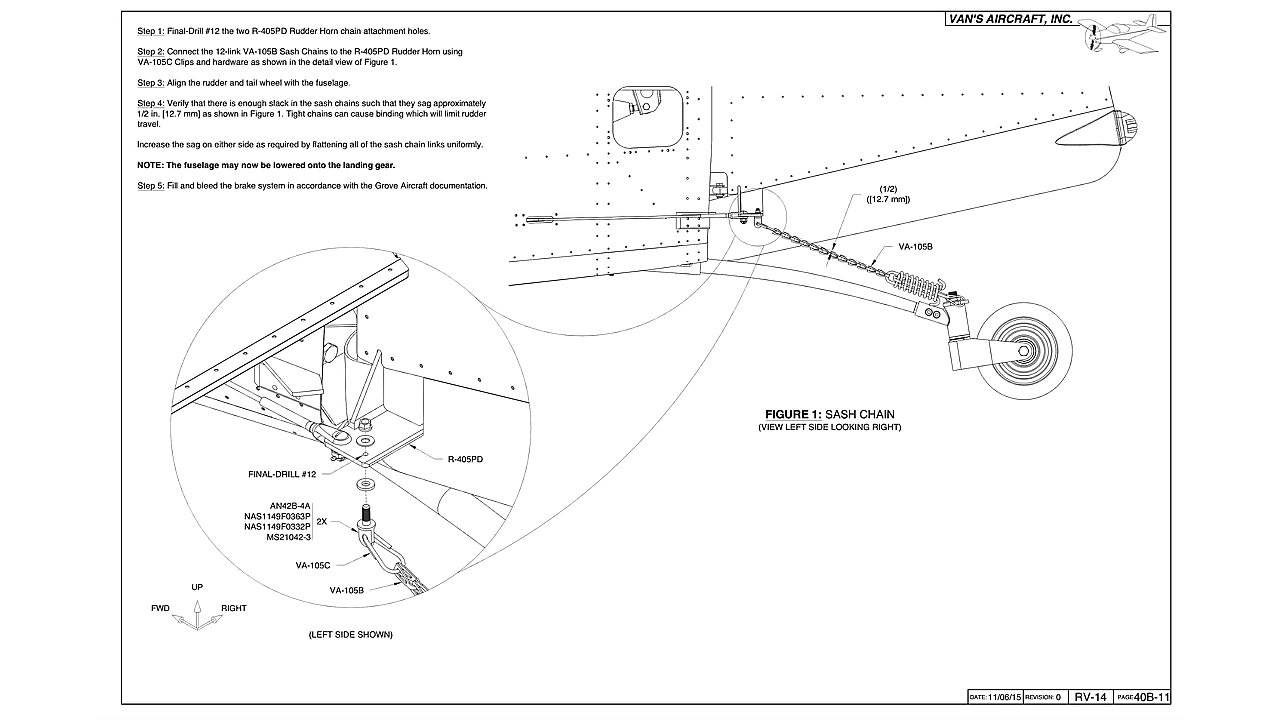 VAN'S AIRCRAFT, INC.
Step 1: Final-Drill #12 the two R-405PD Rudder Horn chain attachment holes.
Step 2: Connect the 12-link VA-105B Sash Chains to the R-405PD Rudder Horn using
VA-105C Clips and hardware as shown in the detail view of Figure 1.
Step 3: Align the rudder and tail wheel with the fuselage.
Step 4: Verify that there is enough slack in the sash chains such that they sag approximately
1/2 in. [12.7 mm] as shown in Figure 1. Tight chains can cause binding which will limit rudder
travel.
Increase the sag on either side as required by flattening all of the sash chain links uniformly.
NOTE: The fuselage may now be lowered onto the landing gear.
Step 5: Fill and bleed the brake system in accordance with the Grove Aircraft documentation.
(1/2)
([12.7 mm])
VA-105B
FIGURE 1: SASH CHAIN
(VIEW LEFT SIDE LOOKING RIGHT)
R-405PD
FINAL-DRILL #12
AN42B-4A
NAS1149F0363P
NAS1149F0332P
MS21042-3
2X
VA-105C
VA-105B
UP
FWD
RIGHT
(LEFT SIDE SHOWN)
DATE: 11/06/15 REVISION: 0 RV-14 PAGE 40B-11